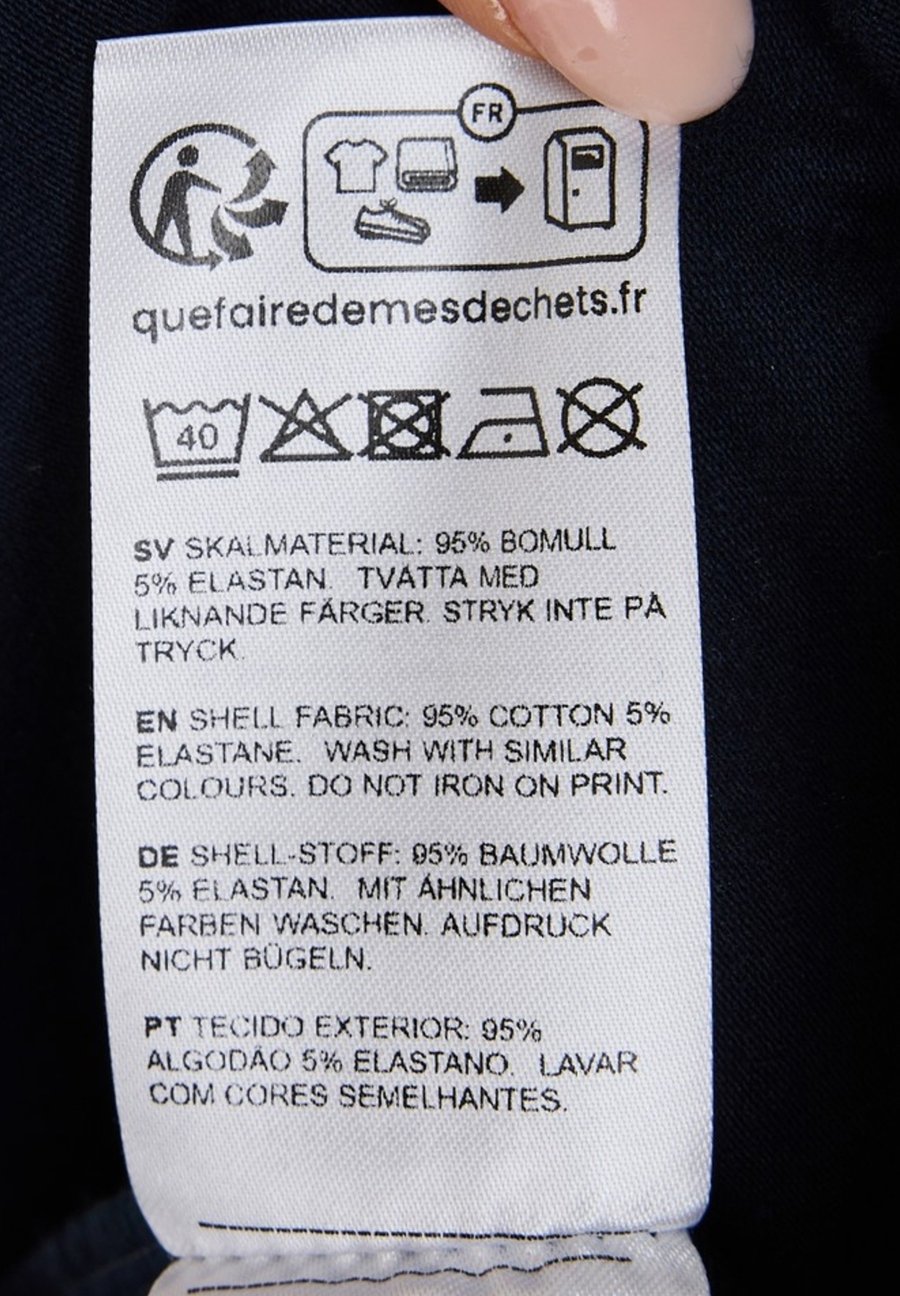 FR
quefairedemesdechets.fr
40
SV SKALMATERIAL: 95% BOMULL
5% ELASTAN. TVÄTTA MED
LIKNANDE FÄRGER. STRYK INTE PÅ
TRYCK.
EN SHELL FABRIC: 95% COTTON 5%
ELASTANE. WASH WITH SIMILAR
COLOURS. DO NOT IRON ON PRINT.
DE SHELL-STOFF: 95% BAUMWOLLE
5% ELASTAN. MIT ÄHNLICHEN
FARBEN WASCHEN. AUFDRUCK
NICHT BÜGELN.
PT TECIDO EXTERIOR: 95%
ALGODÃO 5% ELASTANO. LAVAR
COM CORES SEMELHANTES.